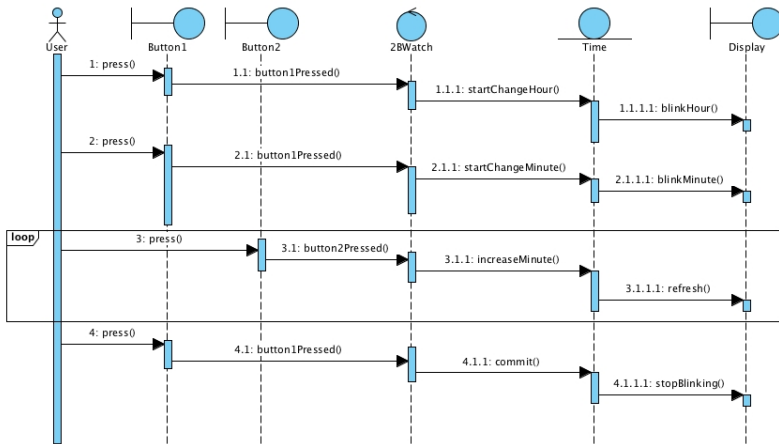 User
Button1
Button2
2BWatch
Time
Display
1: press()
1.1: button1Pressed()
1.1.1: startChangeHour()
1.1.1.1: blinkHour()
2: press()
2.1: button1Pressed()
2.1.1: startChangeMinute()
2.1.1.1: blinkMinute()
loop
3: press()
3.1: button2Pressed()
3.1.1: increaseMinute()
3.1.1.1: refresh()
4: press()
4.1: button1Pressed()
4.1.1: commit()
4.1.1.1: stopBlinking()